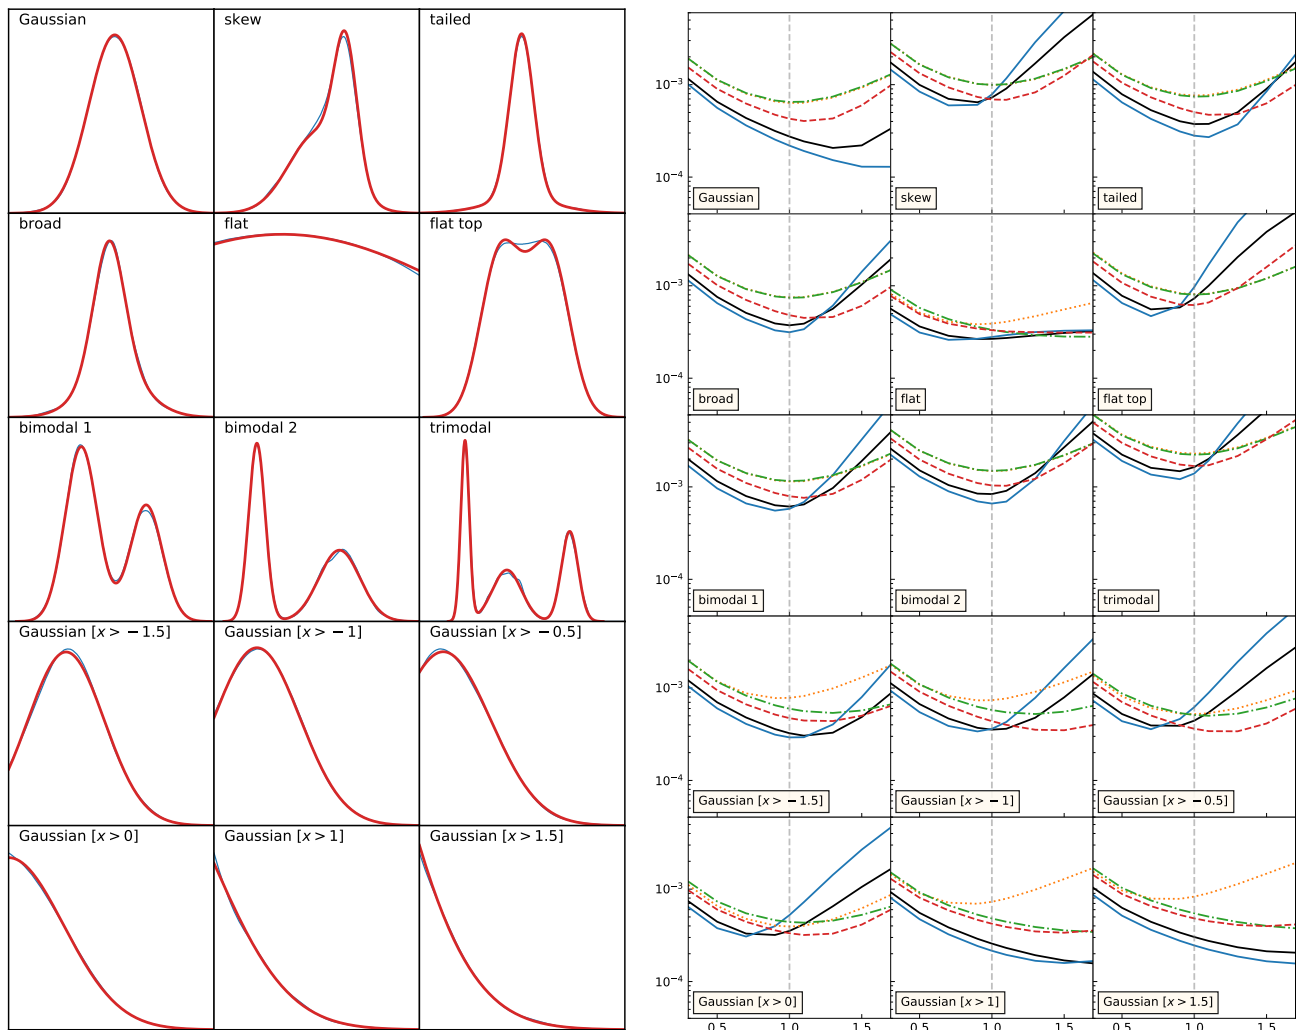 Gaussian
skew
tailed
broad
flat
flat top
bimodal 1
bimodal 2
trimodal
Gaussian [x > −1.5]
Gaussian [x > −1]
Gaussian [x > −0.5]
Gaussian [x > 0]
Gaussian [x > 1]
Gaussian [x > 1.5]
10⁻³
10⁻⁴
Gaussian
skew
tailed
10⁻³
10⁻⁴
broad
flat
flat top
10⁻³
10⁻⁴
bimodal 1
bimodal 2
trimodal
10⁻³
10⁻⁴
Gaussian [x > −1.5]
Gaussian [x > −1]
Gaussian [x > −0.5]
10⁻³
10⁻⁴
Gaussian [x > 0]
Gaussian [x > 1]
Gaussian [x > 1.5]
0.5 1.0 1.5 0.5 1.0 1.5 0.5 1.0 1.5